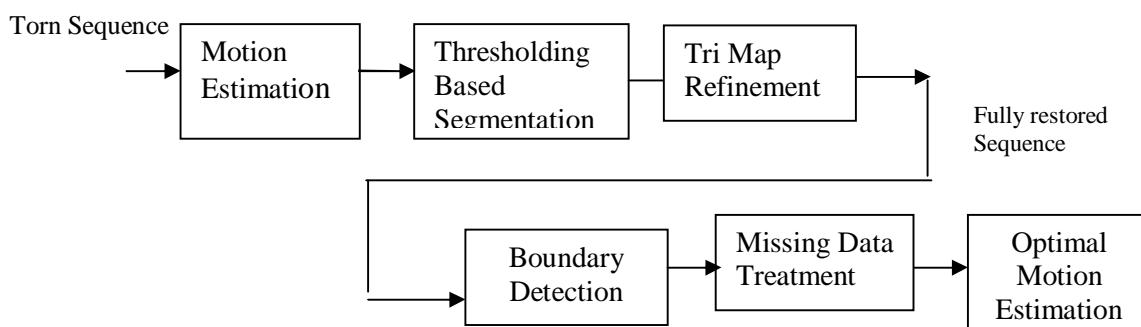 Torn Sequence
Motion
Estimation
Thresholding
Based
Segmentation
Tri Map
Refinement
Fully restored
Sequence
Boundary
Detection
Missing Data
Treatment
Optimal
Motion
Estimation